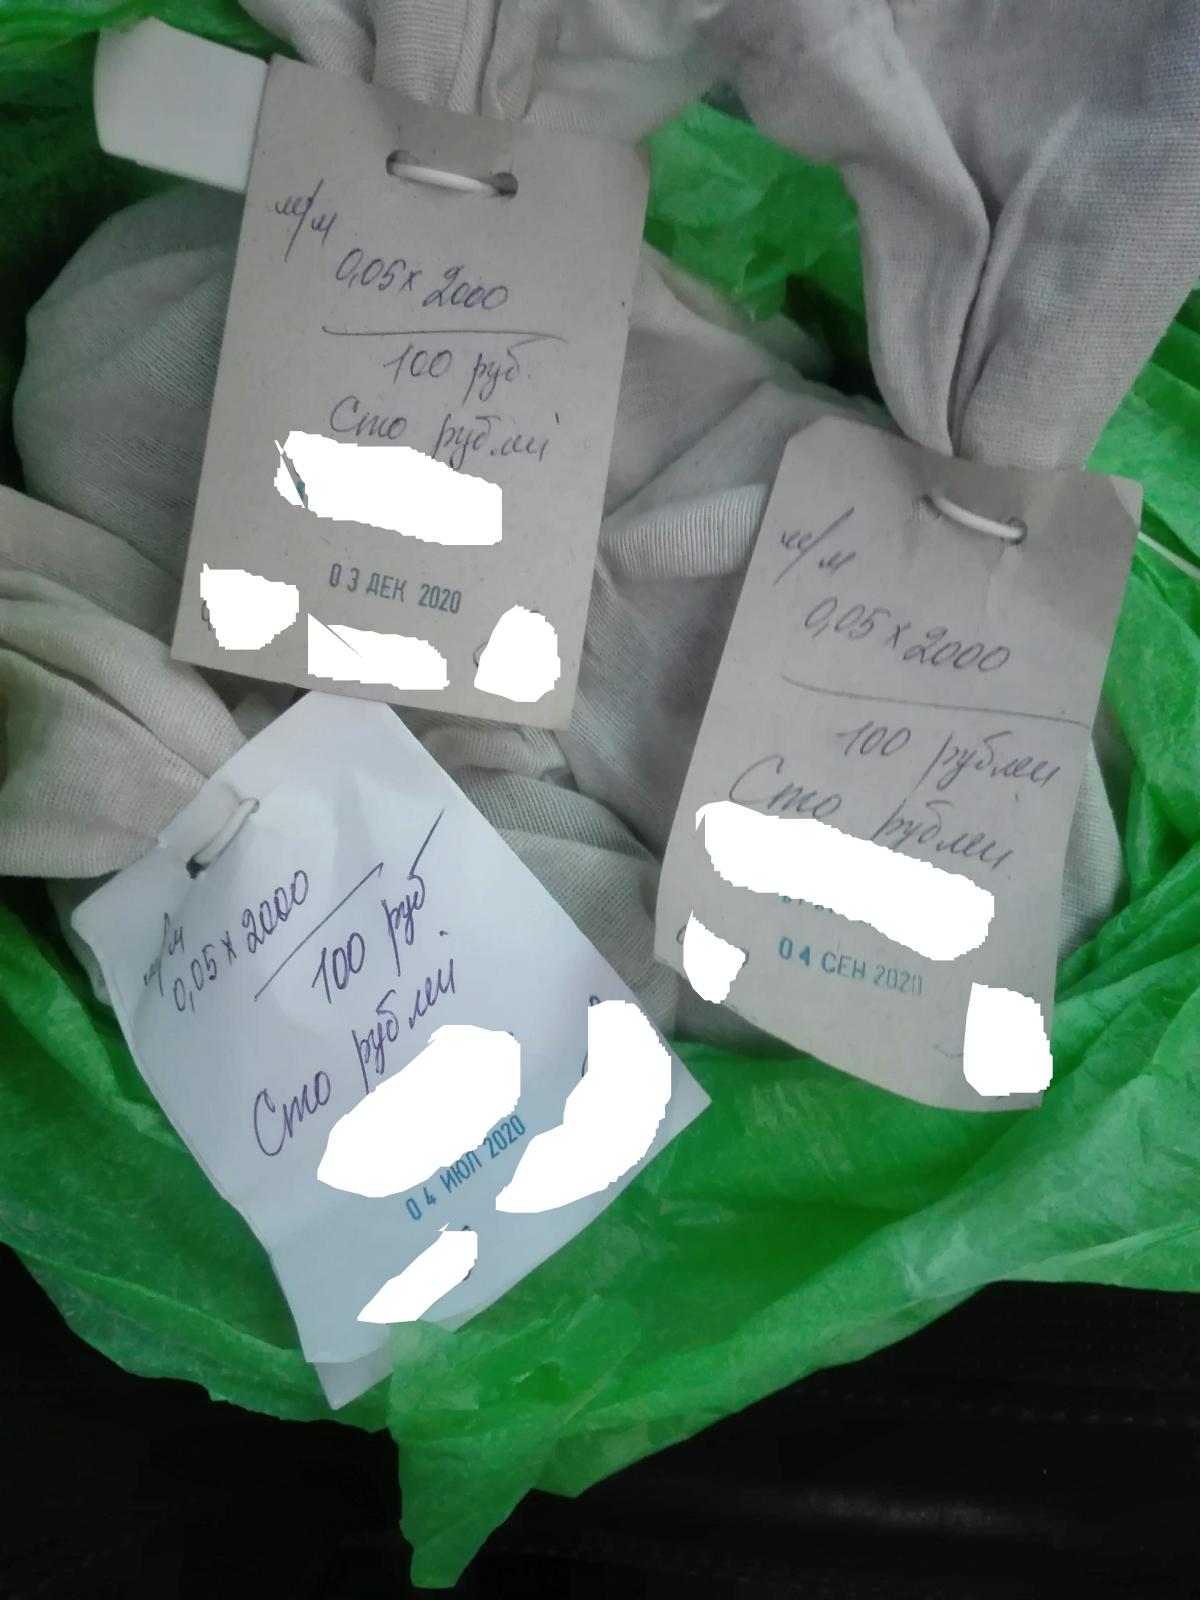 м/м
0,05 х 2000
100 руб.
Сто рублей
03 ДЕК 2020
м/м
0,05 х 2000
100 рублей
Сто рублей
04 СЕН 2020
м/м
0,05 х 2000
100 руб
Сто рублей
04 ИЮЛ 2020